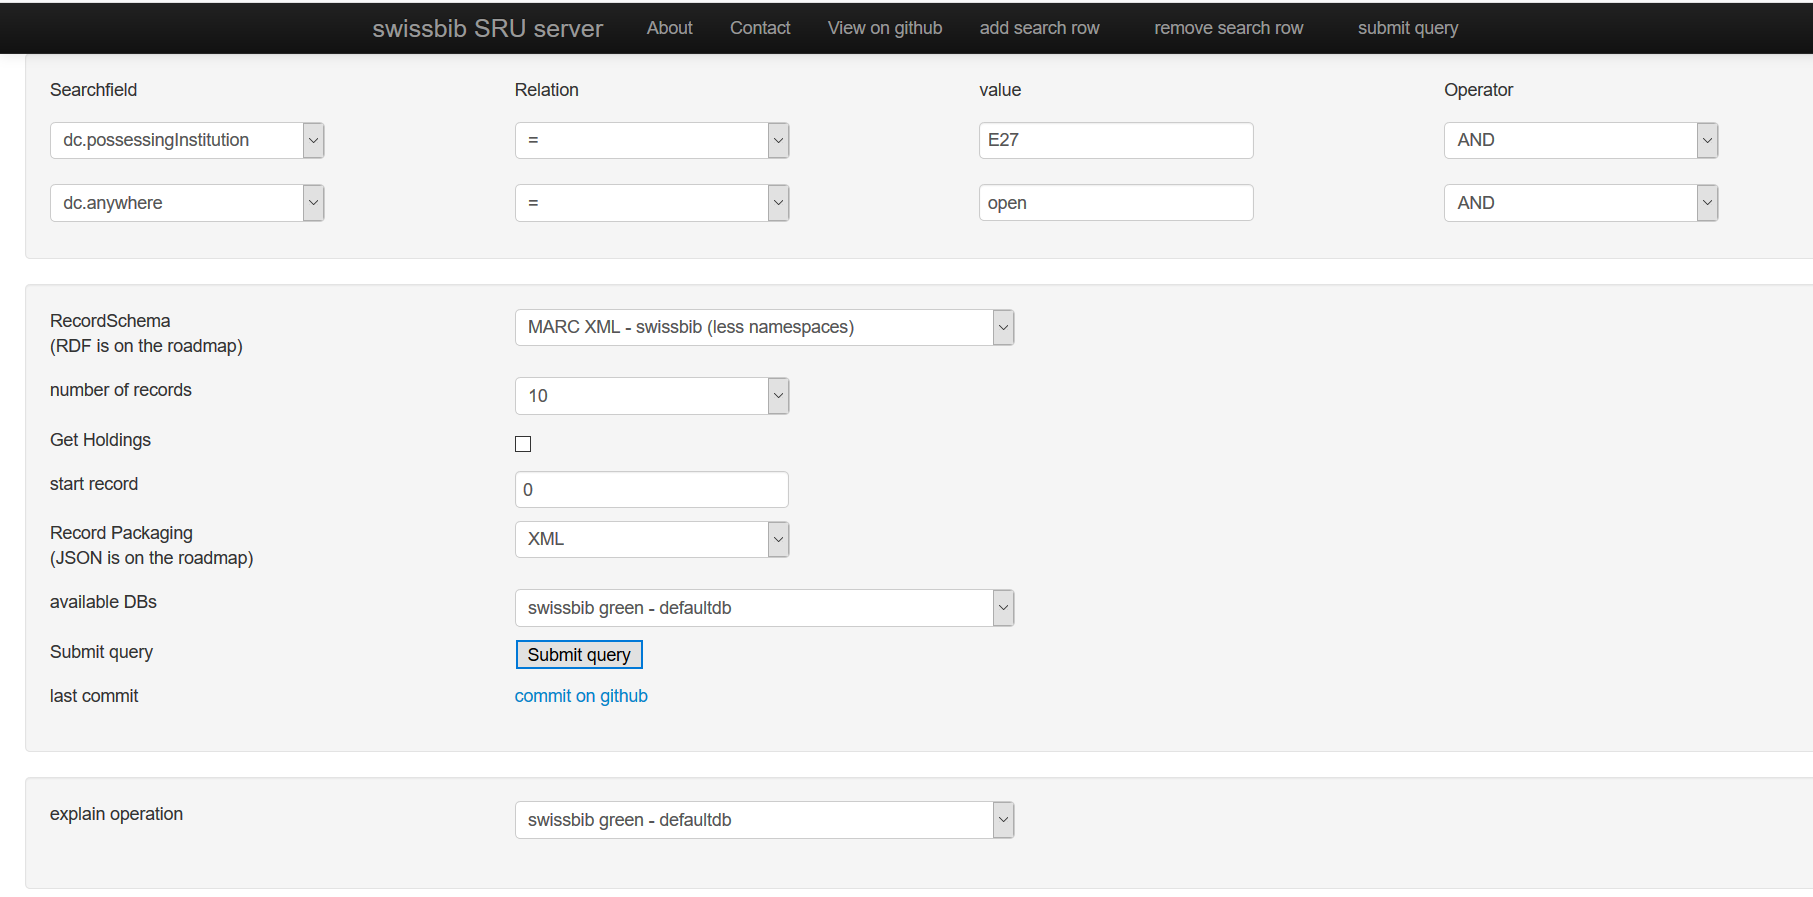 swissbib SRU server About Contact View on github add search row remove search row submit query
Searchfield Relation value Operator
dc.possessingInstitution = E27 AND
dc.anywhere = open AND
RecordSchema
(RDF is on the roadmap)
MARC XML - swissbib (less namespaces)
number of records 10
Get Holdings
start record 0
Record Packaging
(JSON is on the roadmap)
XML
available DBs swissbib green - defaultdb
Submit query Submit query
last commit commit on github
explain operation swissbib green - defaultdb